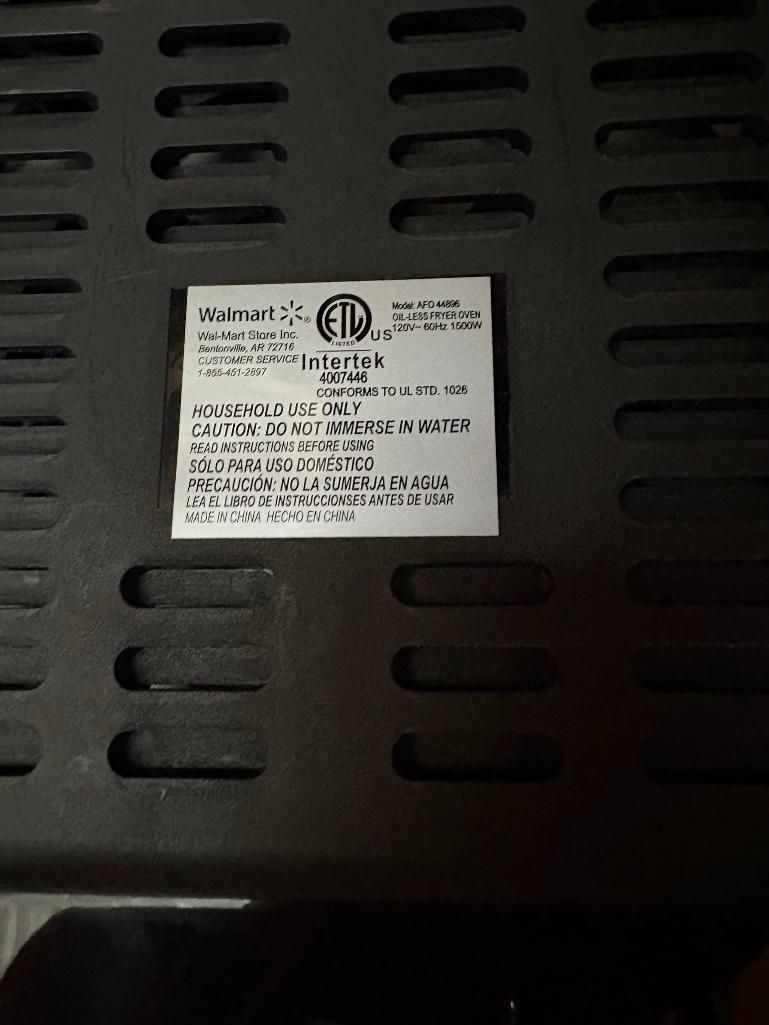 Walmart ®
Wal-Mart Store Inc.
Bentonville, AR 72716
CUSTOMER SERVICE
1-855-451-2897
ETL
LISTED
US
Intertek
4007446
Model: AFO 44896
OIL-LESS FRYER OVEN
120V~ 60Hz 1500W
CONFORMS TO UL STD. 1026
HOUSEHOLD USE ONLY
CAUTION: DO NOT IMMERSE IN WATER
READ INSTRUCTIONS BEFORE USING
SÓLO PARA USO DOMÉSTICO
PRECAUCIÓN: NO LA SUMERJA EN AGUA
LEA EL LIBRO DE INSTRUCCIONSES ANTES DE USAR
MADE IN CHINA HECHO EN CHINA